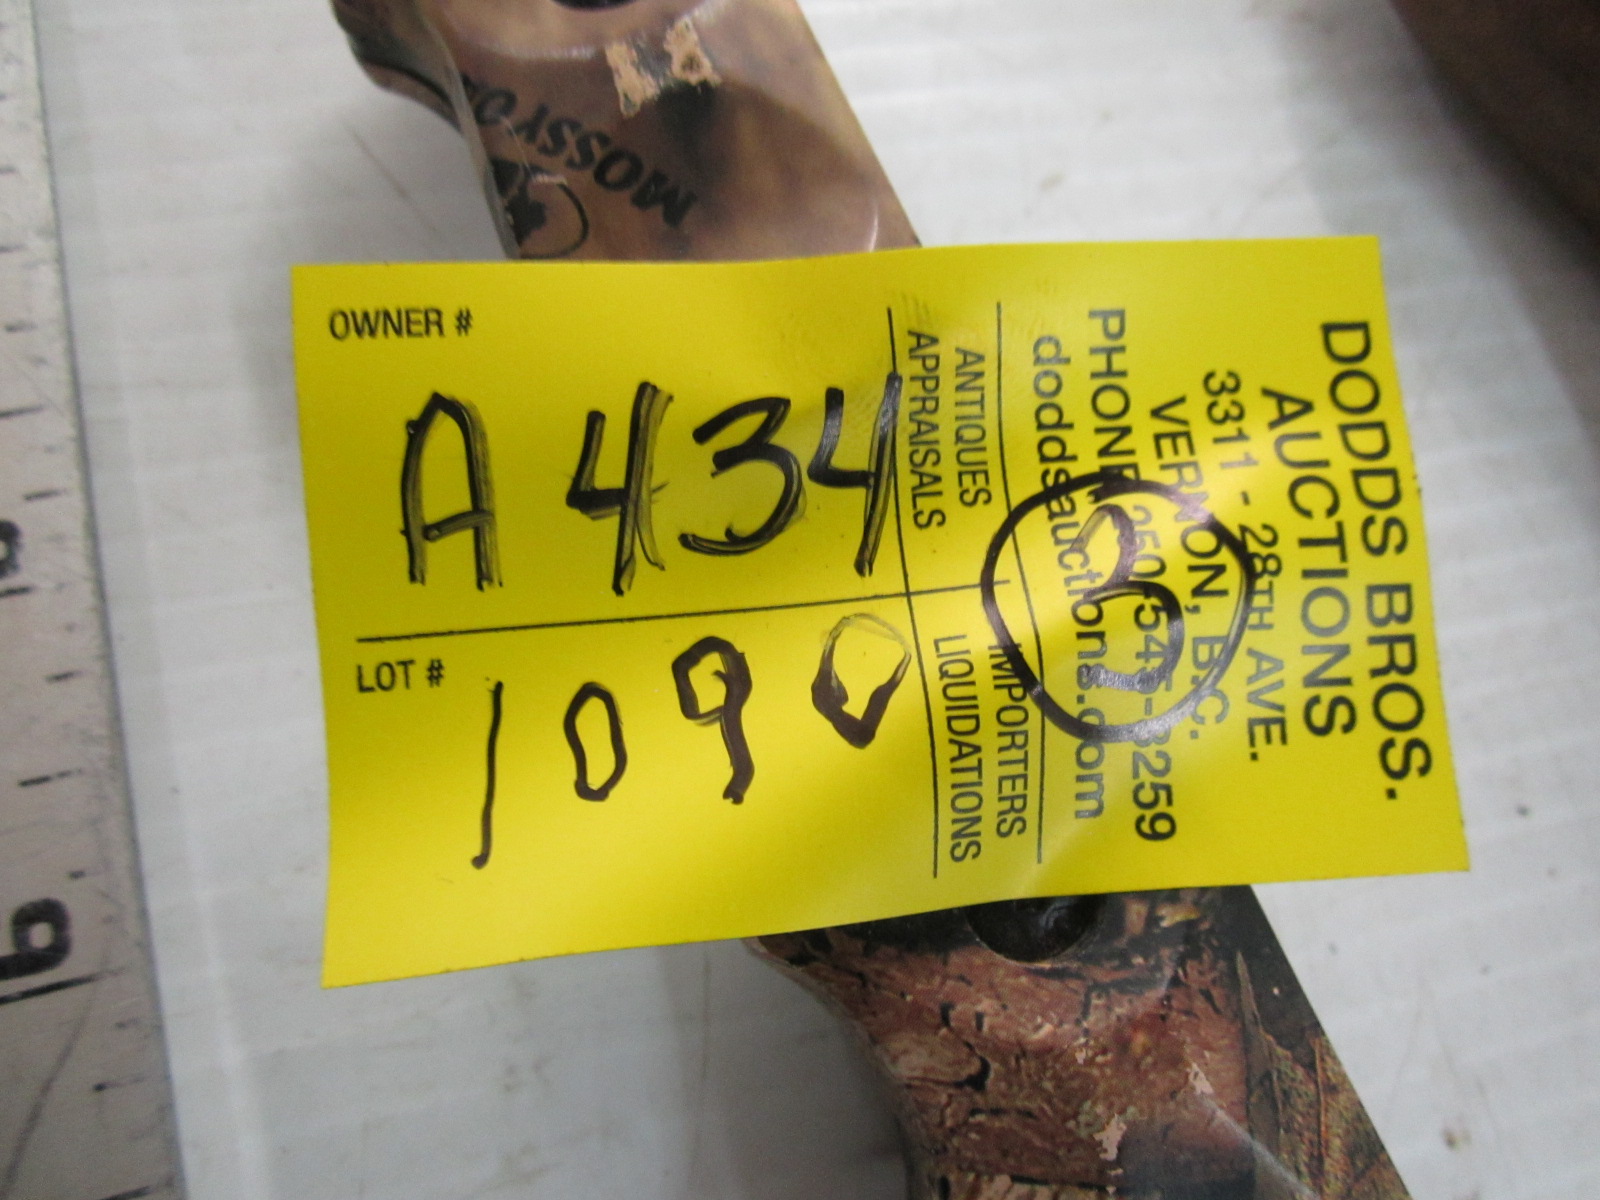 OWNER #
A434
LOT #
1090
DODDS BROS.
AUCTIONS
3311 - 28TH AVE.
VERNON, B.C.
PHONE 250-545-3259
doddsauctions.com
ANTIQUES
APPRAISALS
IMPORTERS
LIQUIDATIONS
3
MOSSY
6